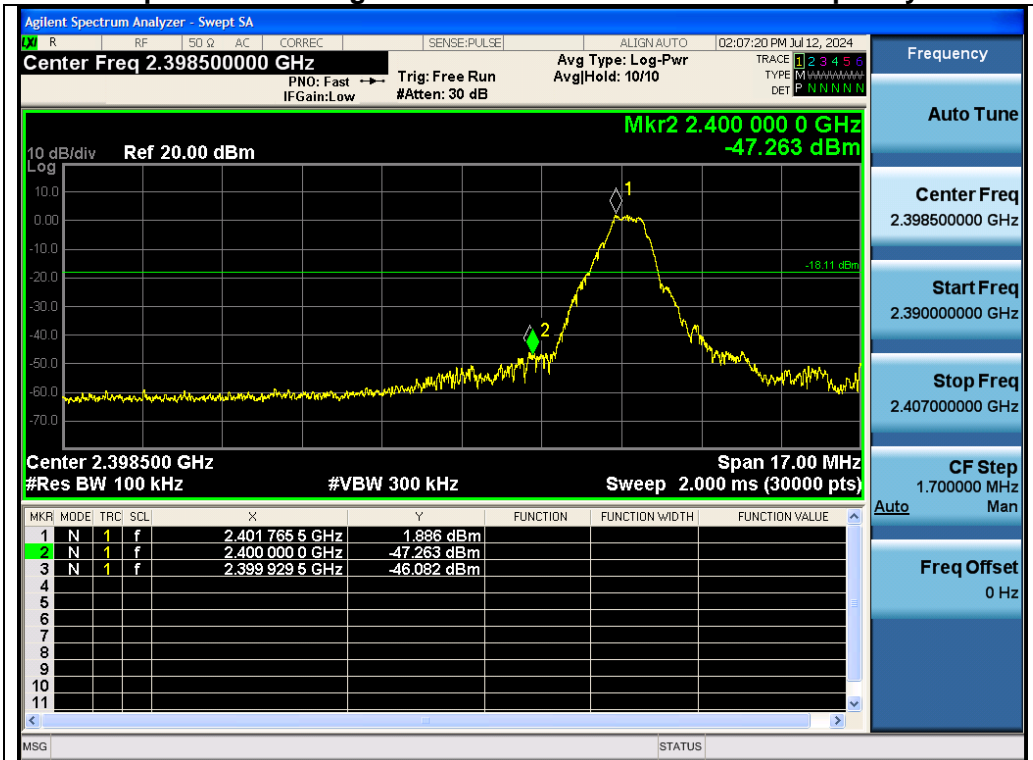 Agilent Spectrum Analyzer - Swept SA
LXI R RF 50 Ω AC CORREC SENSE:PULSE ALIGN AUTO 02:07:20 PM Jul 12, 2024
Center Freq 2.398500000 GHz
PNO: Fast
IFGain:Low
Trig: Free Run
#Atten: 30 dB
Avg Type: Log-Pwr
Avg|Hold: 10/10
TRACE 1 2 3 4 5 6
TYPE M WWWWW
DET P N N N N N
Mkr2 2.400 000 0 GHz
-47.263 dBm
10 dB/div Ref 20.00 dBm
Log
10.0
0.00
-10.0
-20.0
-30.0
-40.0
-50.0
-60.0
-70.0
1
-18.11 dBm
2
Center 2.398500 GHz Span 17.00 MHz
#Res BW 100 kHz #VBW 300 kHz Sweep 2.000 ms (30000 pts)
MKR MODE TRC SCL X Y FUNCTION FUNCTION WIDTH FUNCTION VALUE
1 N 1 f 2.401 765 5 GHz 1.886 dBm
2 N 1 f 2.400 000 0 GHz -47.263 dBm
3 N 1 f 2.399 929 5 GHz -46.082 dBm
4
5
6
7
8
9
10
11
MSG STATUS
Frequency
Auto Tune
Center Freq
2.398500000 GHz
Start Freq
2.390000000 GHz
Stop Freq
2.407000000 GHz
CF Step
1.700000 MHz
Auto Man
Freq Offset
0 Hz